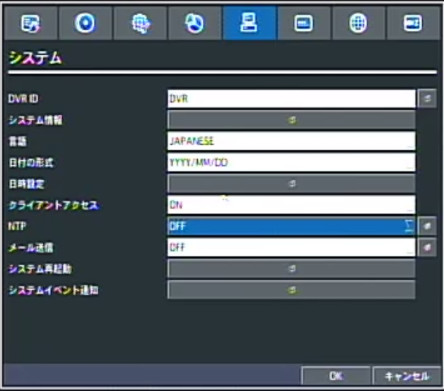 システム
DVR ID DVR
システム情報
言語 JAPANESE
日付の形式 YYYY/MM/DD
日時設定
クライアントアクセス ON
NTP OFF
メール送信 OFF
システム再起動
システムイベント通知
OK キャンセル